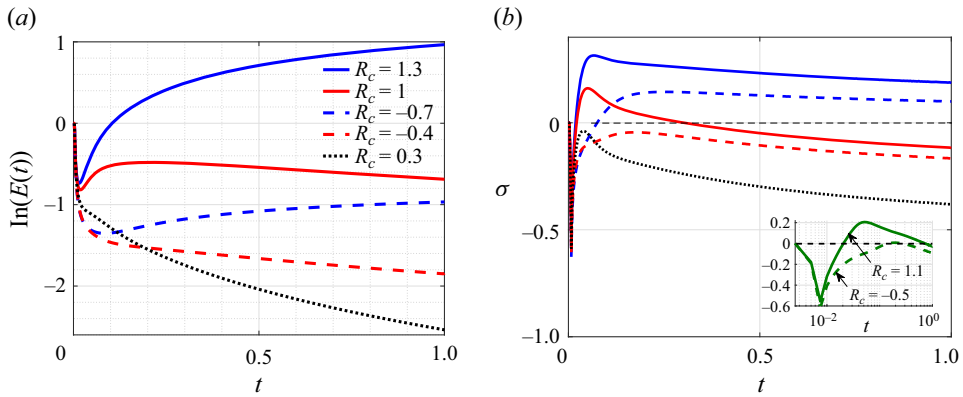 (a)
1
0
−1
−2
ln(E(t))
R_c = 1.3
R_c = 1
R_c = −0.7
R_c = −0.4
R_c = 0.3
0
0.5
1.0
t
(b)
0.5
0
−0.5
−1.0
σ
0
0.5
1.0
t
0.2
0
−0.2
−0.4
−0.6
R_c = 1.1
R_c = −0.5
10⁻²
10⁰
t